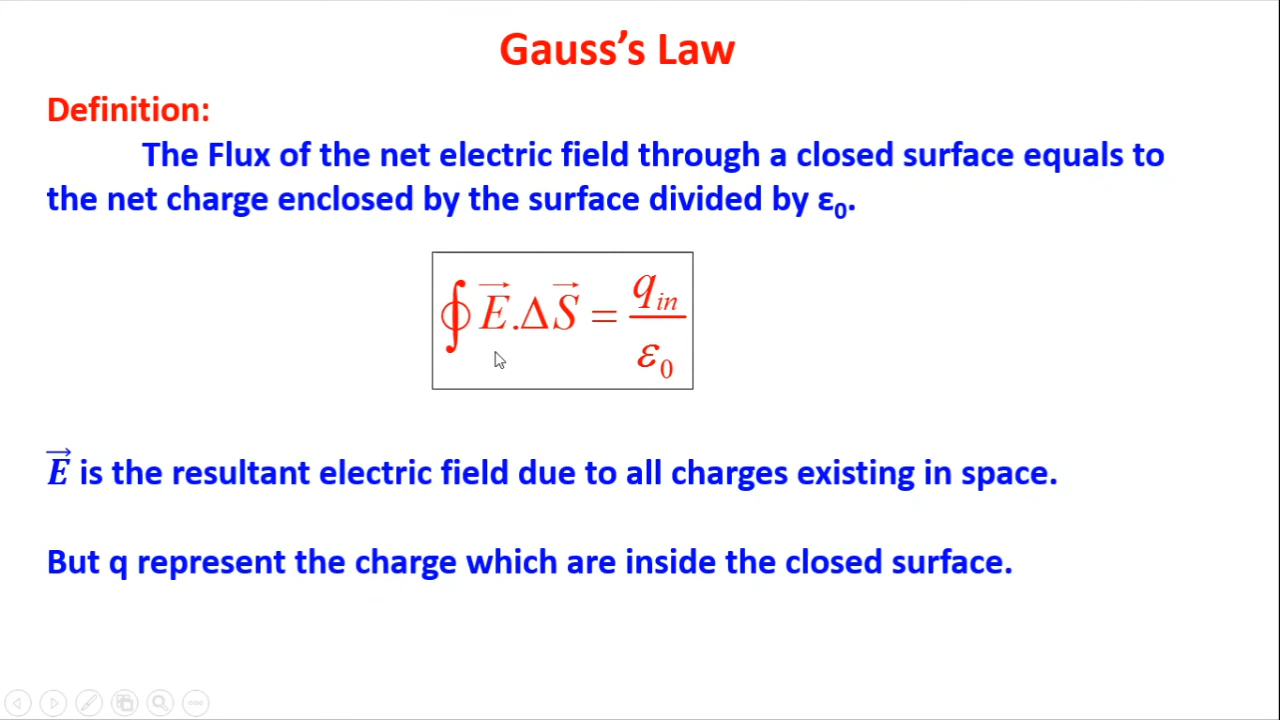 Gauss’s Law
Definition:
The Flux of the net electric field through a closed surface equals to
the net charge enclosed by the surface divided by ε₀.
∮ E⃗.ΔS⃗ = qᵢₙ / ε₀
E⃗ is the resultant electric field due to all charges existing in space.
But q represent the charge which are inside the closed surface.